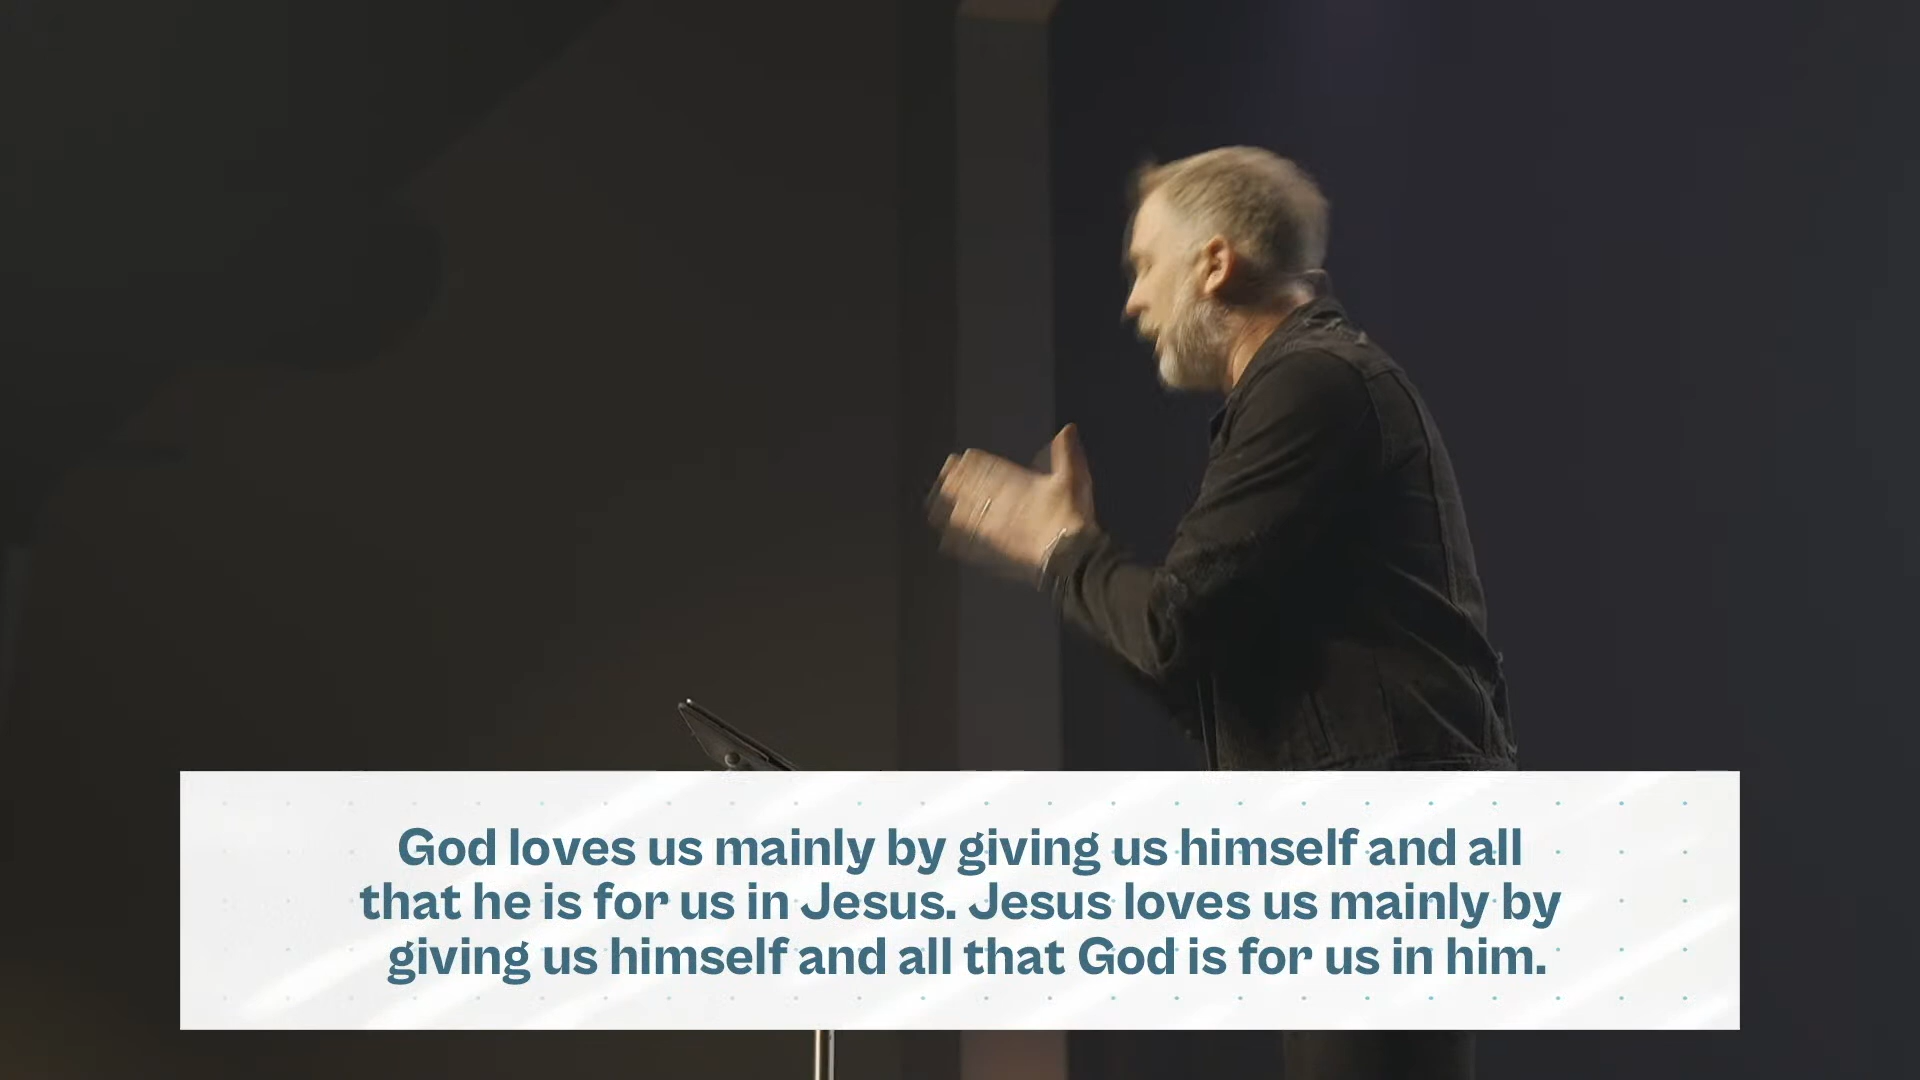 God loves us mainly by giving us himself and all
that he is for us in Jesus. Jesus loves us mainly by
giving us himself and all that God is for us in him.